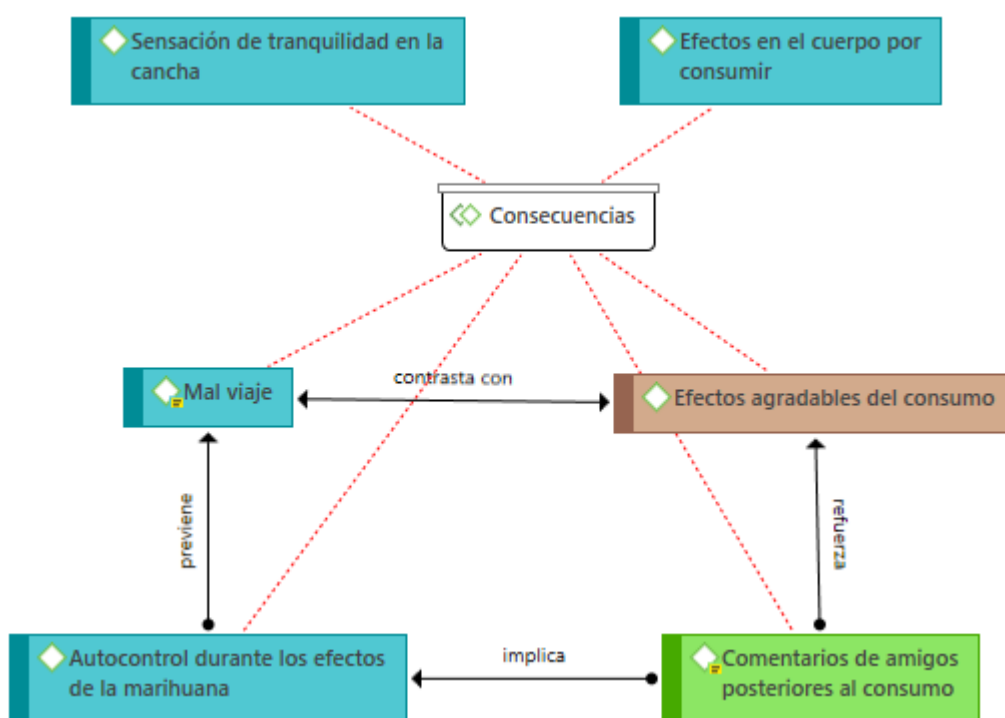 Sensación de tranquilidad en la
cancha
Efectos en el cuerpo por
consumir
Consecuencias
contrasta con
Mal viaje
Efectos agradables del consumo
previene
refuerza
implica
Autocontrol durante los efectos
de la marihuana
Comentarios de amigos
posteriores al consumo